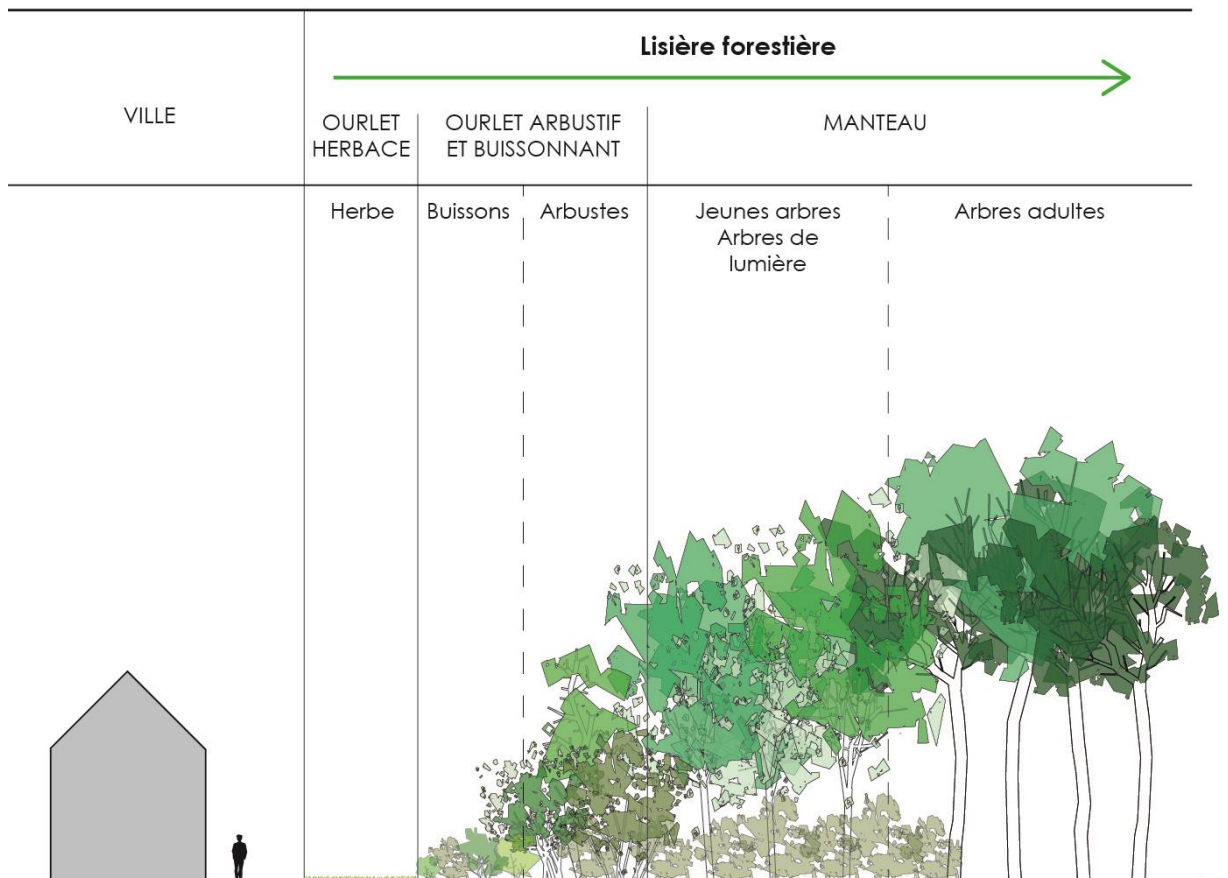 Lisière forestière
VILLE
OURLET
HERBACE
OURLET ARBUSTIF
ET BUISSONNANT
MANTEAU
Herbe
Buissons
Arbustes
Jeunes arbres
Arbres de
lumière
Arbres adultes